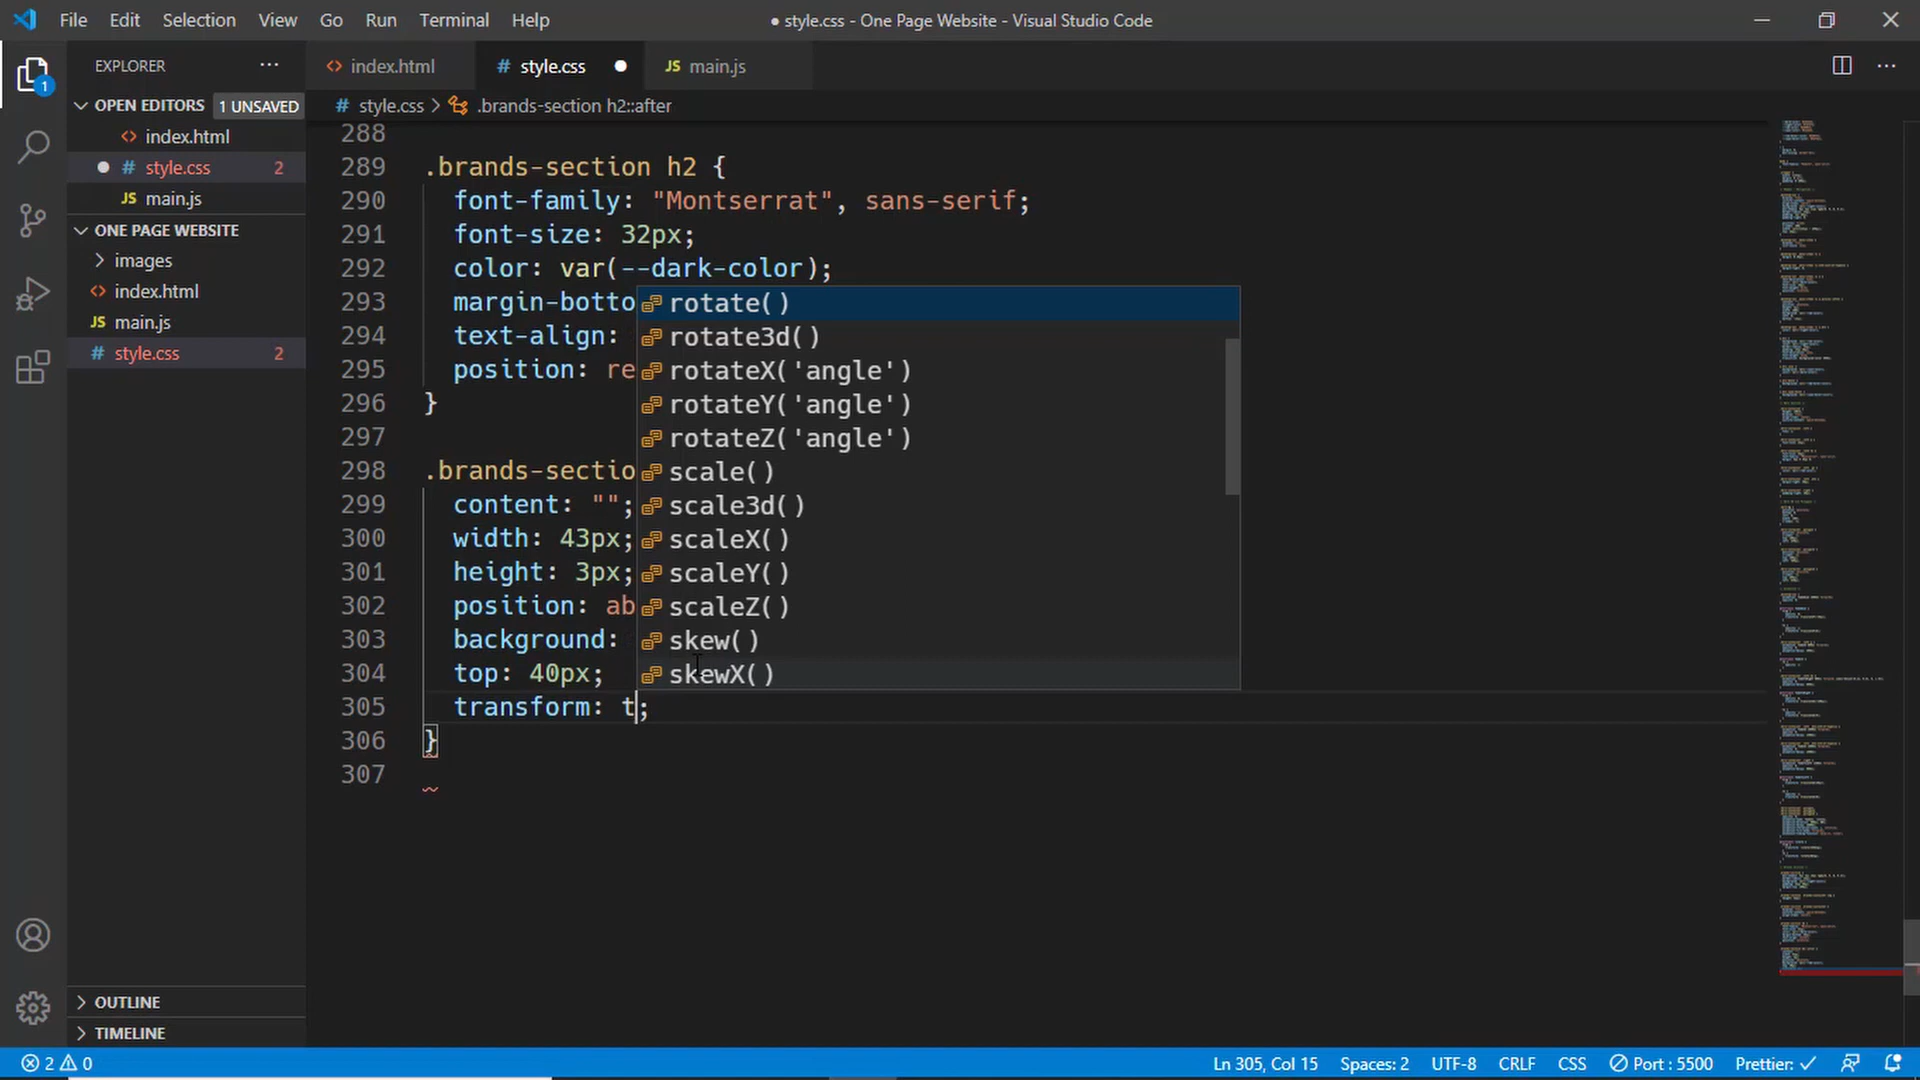 File Edit Selection View Go Run Terminal Help
● style.css - One Page Website - Visual Studio Code
EXPLORER
OPEN EDITORS 1 UNSAVED
index.html
style.css 2
main.js
ONE PAGE WEBSITE
images
index.html
main.js
style.css 2
OUTLINE
TIMELINE
1
index.html
style.css
main.js
style.css > .brands-section h2::after
288
289 .brands-section h2 {
290 font-family: "Montserrat", sans-serif;
291 font-size: 32px;
292 color: var(--dark-color);
293 margin-botto
294 text-align:
295 position: re
296 }
297
298 .brands-sectio
299 content: "";
300 width: 43px;
301 height: 3px;
302 position: ab
303 background:
304 top: 40px;
305 transform: t;
306 }
307
rotate()
rotate3d()
rotateX('angle')
rotateY('angle')
rotateZ('angle')
scale()
scale3d()
scaleX()
scaleY()
scaleZ()
skew()
skewX()
2 0
Ln 305, Col 15 Spaces: 2 UTF-8 CRLF CSS Port : 5500 Prettier: ✓